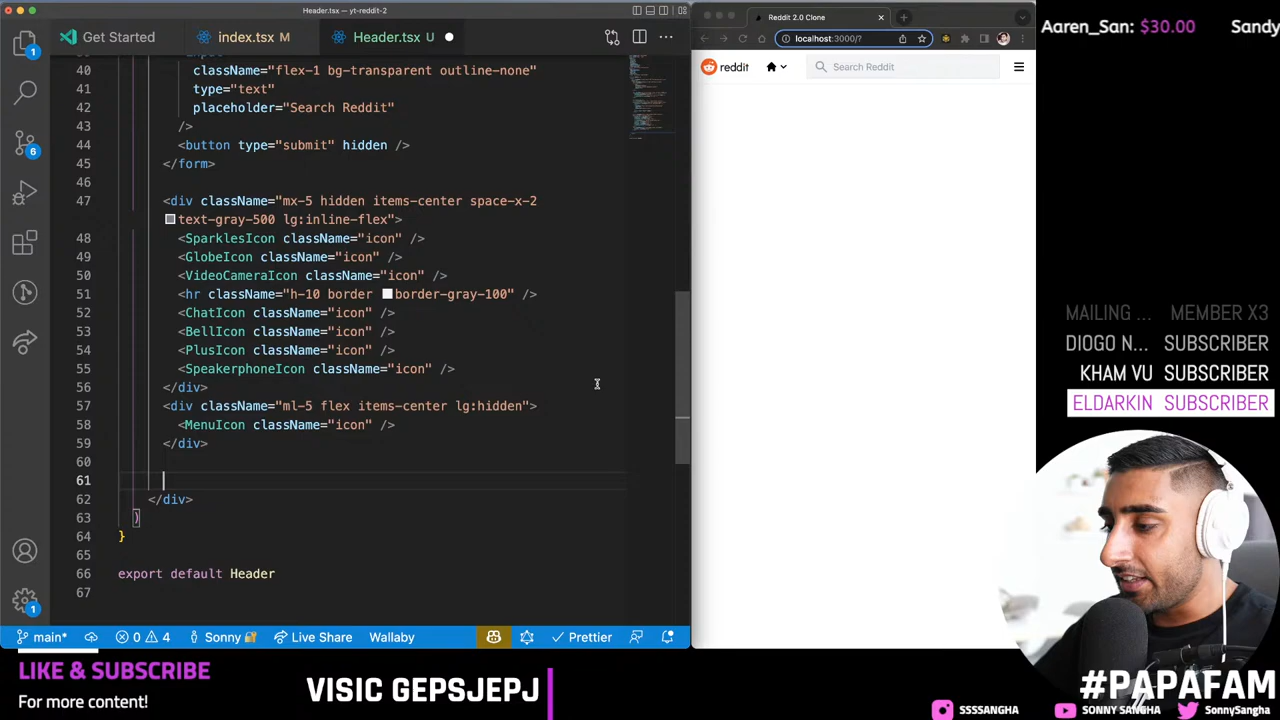 Header.tsx — yt-reddit-2
Get Started
index.tsx M
Header.tsx U
40 className="flex-1 bg-transparent outline-none"
41 type="text"
42 placeholder="Search Reddit"
43 />
44 <button type="submit" hidden />
45 </form>
46
47 <div className="mx-5 hidden items-center space-x-2
text-gray-500 lg:inline-flex">
48 <SparklesIcon className="icon" />
49 <GlobeIcon className="icon" />
50 <VideoCameraIcon className="icon" />
51 <hr className="h-10 border border-gray-100" />
52 <ChatIcon className="icon" />
53 <BellIcon className="icon" />
54 <PlusIcon className="icon" />
55 <SpeakerphoneIcon className="icon" />
56 </div>
57 <div className="ml-5 flex items-center lg:hidden">
58 <MenuIcon className="icon" />
59 </div>
60
61
62 </div>
63 )
64 }
65
66 export default Header
67
1
6
1
main* 0 4 Sonny Live Share Wallaby Prettier
Reddit 2.0 Clone
localhost:3000/?
reddit
Search Reddit
Aaren_San: $30.00 Sandy
MAILING ... MEMBER X3
DIOGO N... SUBSCRIBER
KHAM VU SUBSCRIBER
ELDARKIN SUBSCRIBER
LIKE & SUBSCRIBE
For more content!
VISIC GEPSJEPJ
#PAPAFAM
SSSSANGHA
SONNY SANGHA
SonnySangha